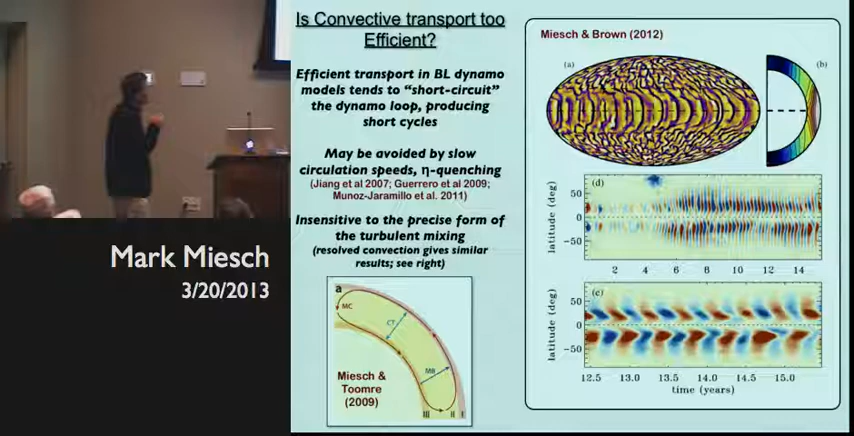 Is Convective transport too
Efficient?
Efficient transport in BL dynamo
models tends to “short-circuit”
the dynamo loop, producing
short cycles
May be avoided by slow
circulation speeds, η-quenching
(Jiang et al 2007; Guerrero et al 2009;
Munoz-Jaramillo et al. 2011)
Insensitive to the precise form of
the turbulent mixing
(resolved convection gives similar
results; see right)
a
MC
CT
MB
III II I
Miesch &
Toomre
(2009)
Miesch & Brown (2012)
(a)
(b)
(d)
latitude (deg)
50
0
−50
2 4 6 8 10 12 14
latitude (deg)
50
0
−50
12.5 13.0 13.5 14.0 14.5 15.0
time (years)
Mark Miesch
3/20/2013